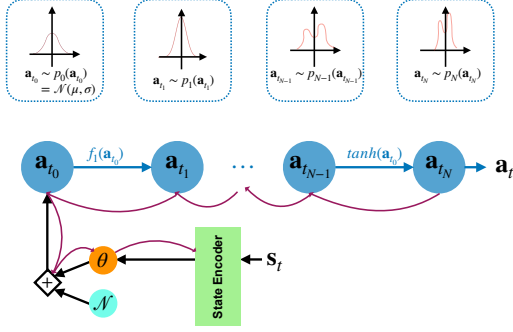 𝐚_{t_0} ∼ p_0(𝐚_{t_0})
= 𝒩(μ, σ)
𝐚_{t_1} ∼ p_1(𝐚_{t_1})
𝐚_{t_{N−1}} ∼ p_{N−1}(𝐚_{t_{N−1}})
𝐚_{t_N} ∼ p_N(𝐚_{t_N})
𝐚_{t_0}
f_1(𝐚_{t_0})
𝐚_{t_1}
⋯
𝐚_{t_{N−1}}
tanh(𝐚_{t_0})
𝐚_{t_N}
𝐚_t
+
θ
𝒩
State Encoder
𝐬_t